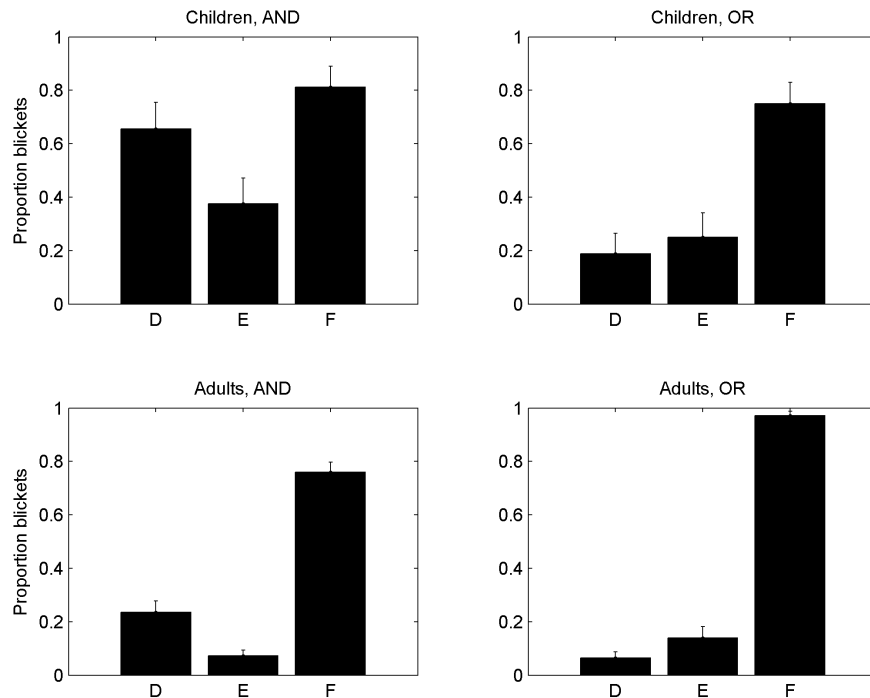 Children, AND
Proportion blickets
1
0.8
0.6
0.4
0.2
0
D E F
Children, OR
1
0.8
0.6
0.4
0.2
0
D E F
Adults, AND
Proportion blickets
1
0.8
0.6
0.4
0.2
0
D E F
Adults, OR
1
0.8
0.6
0.4
0.2
0
D E F